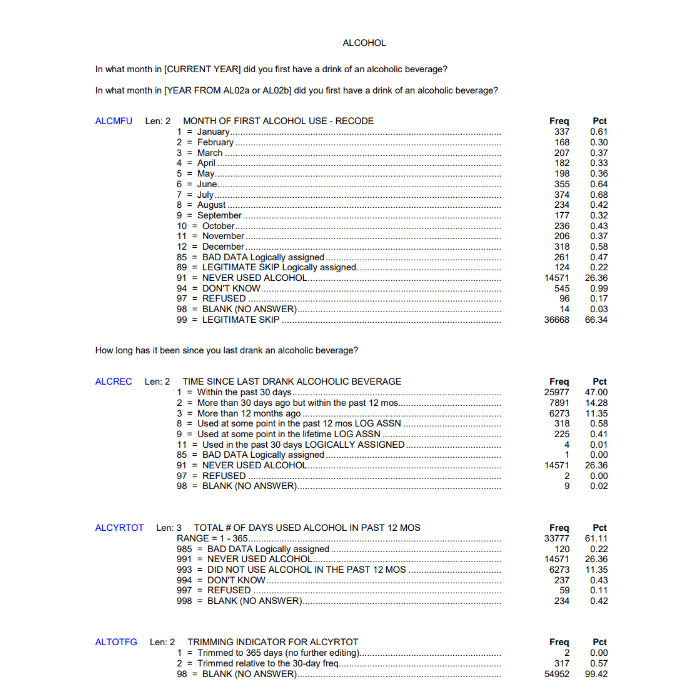 ALCOHOL
In what month in [CURRENT YEAR] did you first have a drink of an alcoholic beverage?
In what month in [YEAR FROM AL02a or AL02b] did you first have a drink of an alcoholic beverage?
ALCMFU Len: 2 MONTH OF FIRST ALCOHOL USE - RECODE Freq Pct
1 = January 337 0.61
2 = February 168 0.30
3 = March 207 0.37
4 = April 182 0.33
5 = May 198 0.36
6 = June 355 0.64
7 = July 374 0.68
8 = August 234 0.42
9 = September 177 0.32
10 = October 236 0.43
11 = November 206 0.37
12 = December 318 0.58
85 = BAD DATA Logically assigned 261 0.47
89 = LEGITIMATE SKIP Logically assigned 124 0.22
91 = NEVER USED ALCOHOL 14571 26.36
94 = DON'T KNOW 545 0.99
97 = REFUSED 96 0.17
98 = BLANK (NO ANSWER) 14 0.03
99 = LEGITIMATE SKIP 36668 66.34
How long has it been since you last drank an alcoholic beverage?
ALCREC Len: 2 TIME SINCE LAST DRANK ALCOHOLIC BEVERAGE Freq Pct
1 = Within the past 30 days 25977 47.00
2 = More than 30 days ago but within the past 12 mos 7891 14.28
3 = More than 12 months ago 6273 11.35
8 = Used at some point in the past 12 mos LOG ASSN 318 0.58
9 = Used at some point in the lifetime LOG ASSN 225 0.41
11 = Used in the past 30 days LOGICALLY ASSIGNED 4 0.01
85 = BAD DATA Logically assigned 1 0.00
91 = NEVER USED ALCOHOL 14571 26.36
97 = REFUSED 2 0.00
98 = BLANK (NO ANSWER) 9 0.02
ALCYRTOT Len: 3 TOTAL # OF DAYS USED ALCOHOL IN PAST 12 MOS Freq Pct
RANGE = 1 - 365 33777 61.11
985 = BAD DATA Logically assigned 120 0.22
991 = NEVER USED ALCOHOL 14571 26.36
993 = DID NOT USE ALCOHOL IN THE PAST 12 MOS 6273 11.35
994 = DON'T KNOW 237 0.43
997 = REFUSED 59 0.11
998 = BLANK (NO ANSWER) 234 0.42
ALTOTFG Len: 2 TRIMMING INDICATOR FOR ALCYRTOT Freq Pct
1 = Trimmed to 365 days (no further editing) 2 0.00
2 = Trimmed relative to the 30-day freq 317 0.57
98 = BLANK (NO ANSWER) 54952 99.42